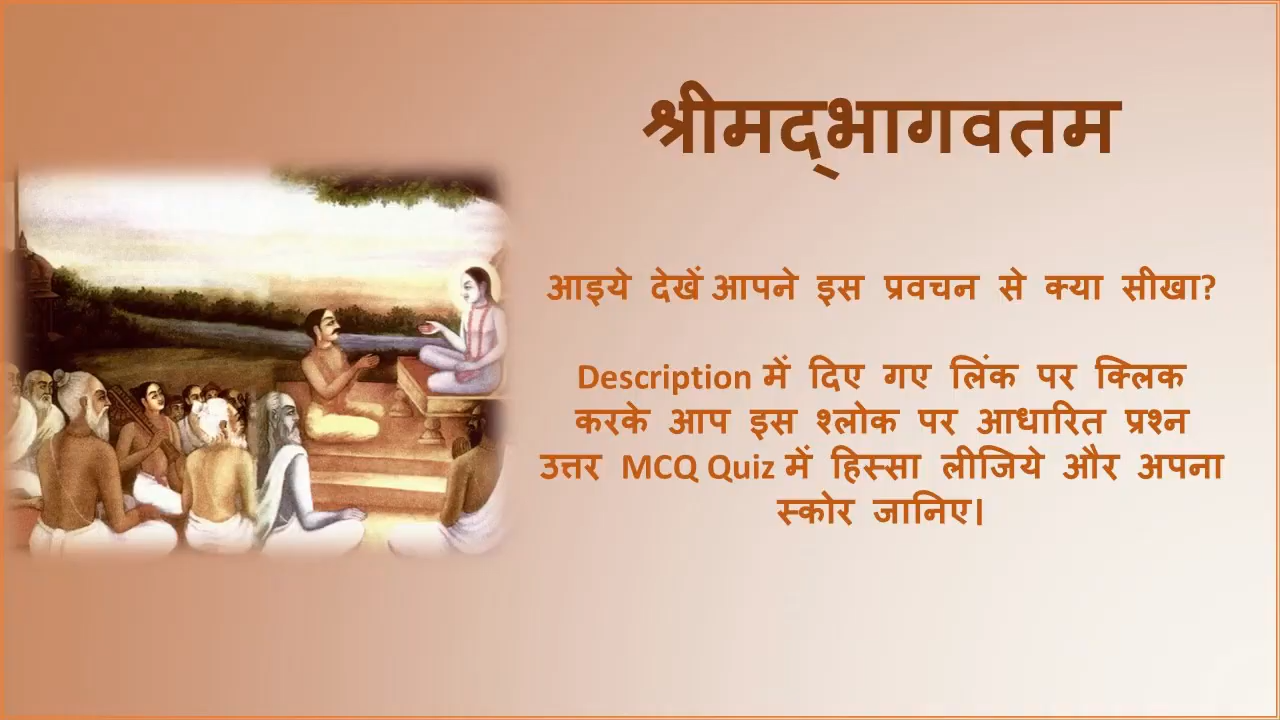 श्रीमद्‌भागवतम
आइये देखें आपने इस प्रवचन से क्या सीखा?
Description में दिए गए लिंक पर क्लिक
करके आप इस श्लोक पर आधारित प्रश्न
उत्तर MCQ Quiz में हिस्सा लीजिये और अपना
स्कोर जानिए।